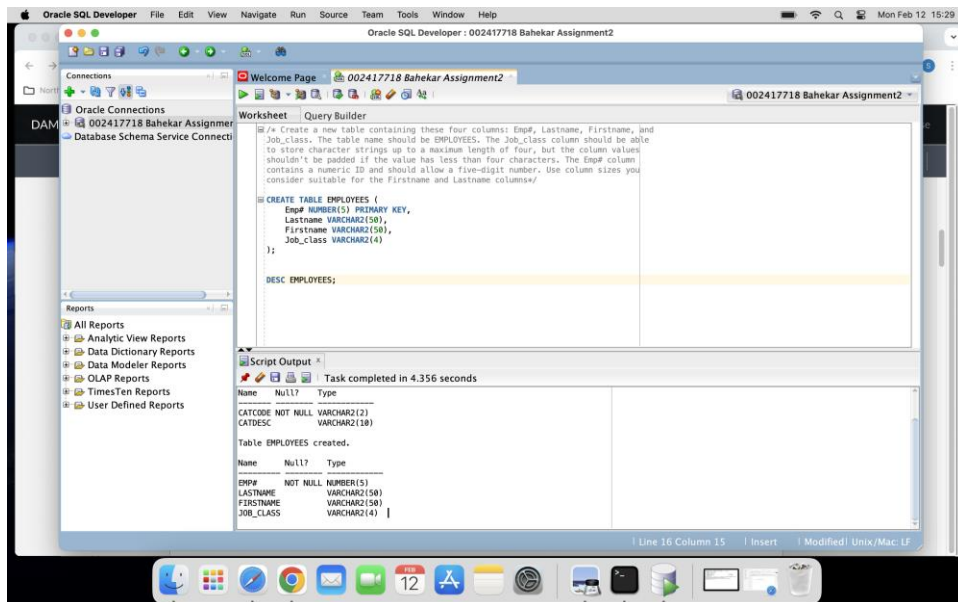 Oracle SQL Developer File Edit View Navigate Run Source Team Tools Window Help Mon Feb 12 15:29
Oracle SQL Developer : 002417718 Bahekar Assignment2
Connections
Oracle Connections
002417718 Bahekar Assignmer
Database Schema Service Connecti
Welcome Page 002417718 Bahekar Assignment2
002417718 Bahekar Assignment2
Worksheet Query Builder
/* Create a new table containing these four columns: Emp#, Lastname, Firstname, and
Job_class. The table name should be EMPLOYEES. The Job_class column should be able
to store character strings up to a maximum length of four, but the column values
shouldn't be padded if the value has less than four characters. The Emp# column
contains a numeric ID and should allow a five-digit number. Use column sizes you
consider suitable for the Firstname and Lastname columns*/
CREATE TABLE EMPLOYEES (
Emp# NUMBER(5) PRIMARY KEY,
Lastname VARCHAR2(50),
Firstname VARCHAR2(50),
Job_class VARCHAR2(4)
);
DESC EMPLOYEES;
Reports
All Reports
Analytic View Reports
Data Dictionary Reports
Data Modeler Reports
OLAP Reports
TimesTen Reports
User Defined Reports
Script Output
Task completed in 4.356 seconds
Name Null? Type
CATCODE NOT NULL VARCHAR2(2)
CATDESC VARCHAR2(10)
Table EMPLOYEES created.
Name Null? Type
EMP# NOT NULL NUMBER(5)
LASTNAME VARCHAR2(50)
FIRSTNAME VARCHAR2(50)
JOB_CLASS VARCHAR2(4)
Line 16 Column 15 Insert Modified Unix/Mac: LF
DAM
FEB
12